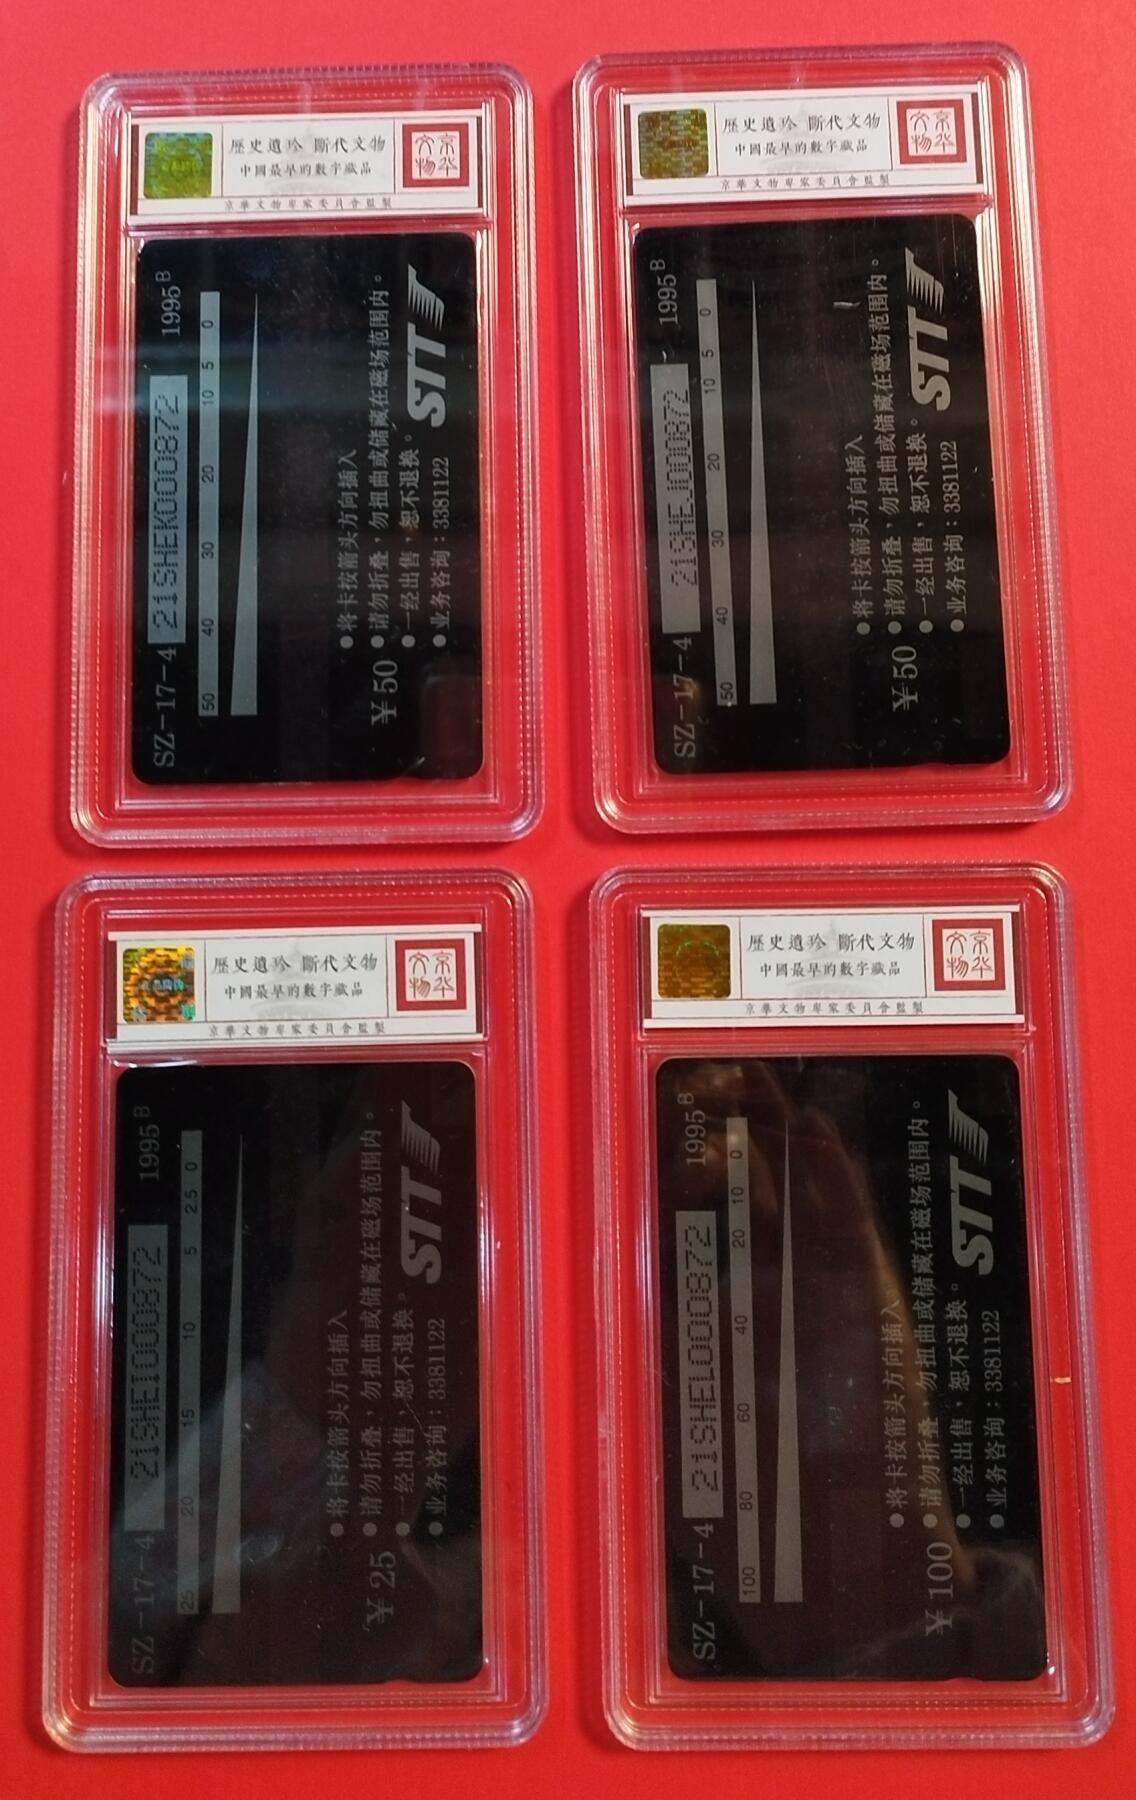 歷史遺珍 斷代文物
中國最早的數字藏品
京華文物
京華文物專家委員會監製
SZ-17-4 21SHEK000872 1995B
50 40 30 20 10 5 0
●将卡按箭头方向插入
●请勿折叠，勿扭曲或储藏在磁场范围内。
●一经出售，恕不退换。
●业务咨询：3381122
¥50
STT
歷史遺珍 斷代文物
中國最早的數字藏品
京華文物
京華文物專家委員會監製
SZ-17-4 21SHEJ000872 1995B
50 40 30 20 10 5 0
●将卡按箭头方向插入
●请勿折叠，勿扭曲或储藏在磁场范围内。
●一经出售，恕不退换。
●业务咨询：3381122
¥50
STT
歷史遺珍 斷代文物
中國最早的數字藏品
京華文物
京華文物專家委員會監製
SZ-17-4 21SHEI000872 1995B
25 20 15 10 5 2.5 0
●将卡按箭头方向插入
●请勿折叠，勿扭曲或储藏在磁场范围内。
●一经出售，恕不退换。
●业务咨询：3381122
¥25
STT
歷史遺珍 斷代文物
中國最早的數字藏品
京華文物
京華文物專家委員會監製
SZ-17-4 21SHEL000872 1995B
100 80 60 40 20 10 0
●将卡按箭头方向插入
●请勿折叠，勿扭曲或储藏在磁场范围内。
●一经出售，恕不退换。
●业务咨询：3381122
¥100
STT